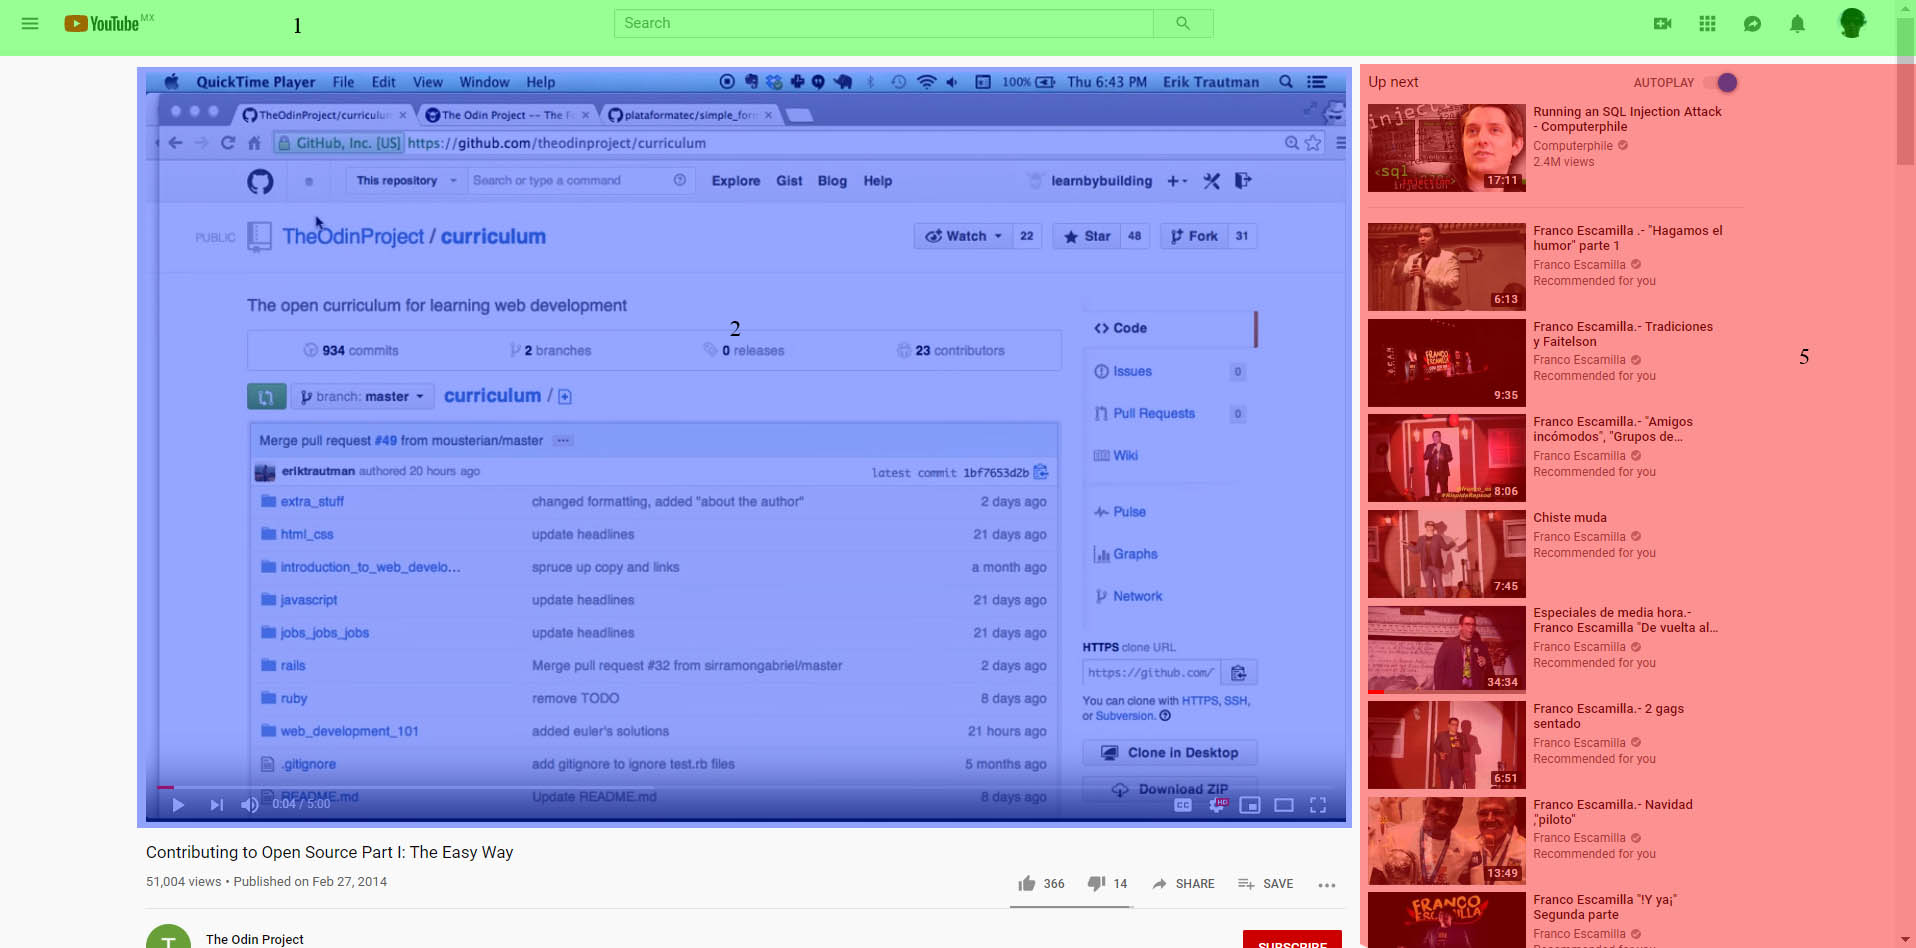 YouTube MX
1
Search
QuickTime Player File Edit View Window Help
100% Thu 6:43 PM Erik Trautman
TheOdinProject/curriculum
The Odin Project -- The F
plataformatec/simple_for
GitHub, Inc. [US] https://github.com/theodinproject/curriculum
This repository Search or type a command Explore Gist Blog Help learnbybuilding
PUBLIC TheOdinProject / curriculum
Watch 22 Star 48 Fork 31
The open curriculum for learning web development
2
934 commits 2 branches 0 releases 23 contributors
branch: master curriculum /
Merge pull request #49 from mousterian/master ...
eriktrautman authored 20 hours ago latest commit 1bf7653d2b
extra_stuff changed formatting, added "about the author" 2 days ago
html_css update headlines 21 days ago
introduction_to_web_develo... spruce up copy and links a month ago
javascript update headlines 21 days ago
jobs_jobs_jobs update headlines 21 days ago
rails Merge pull request #32 from sirramongabriel/master 2 days ago
ruby remove TODO 8 days ago
web_development_101 added euler's solutions 21 hours ago
.gitignore add gitignore to ignore test.rb files 5 months ago
README.md Update README.md 8 days ago
Code
Issues 0
Pull Requests 0
Wiki
Pulse
Graphs
Network
HTTPS clone URL
https://github.com/
You can clone with HTTPS, SSH,
or Subversion.
Clone in Desktop
Download ZIP
0:04 / 5:00
CC HD
Contributing to Open Source Part I: The Easy Way
51,004 views • Published on Feb 27, 2014
366 14 SHARE SAVE ...
T
The Odin Project
SUBSCRIBE
Up next AUTOPLAY
5
injec
<sql
injection
17:11
Running an SQL Injection Attack
- Computerphile
Computerphile
2.4M views
6:13
Franco Escamilla .- "Hagamos el
humor" parte 1
Franco Escamilla
Recommended for you
FRANCO
ESCAMILLA
9:35
Franco Escamilla.- Tradiciones
y Faitelson
Franco Escamilla
Recommended for you
8:06
Franco Escamilla.- "Amigos
incómodos", "Grupos de...
Franco Escamilla
Recommended for you
7:45
Chiste muda
Franco Escamilla
Recommended for you
34:34
Especiales de media hora.-
Franco Escamilla "De vuelta al...
Franco Escamilla
Recommended for you
6:51
Franco Escamilla.- 2 gags
sentado
Franco Escamilla
Recommended for you
13:49
Franco Escamilla.- Navidad
,"piloto"
Franco Escamilla
Recommended for you
FRANCO
Franco Escamilla "!Y ya¡"
Segunda parte
Franco Escamilla